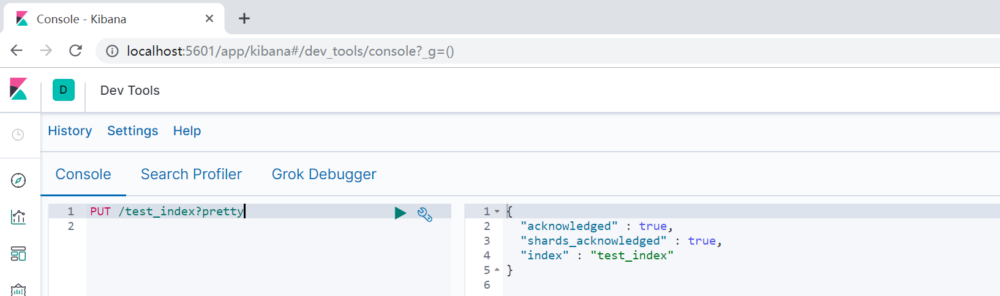 Console - Kibana
localhost:5601/app/kibana#/dev_tools/console?_g=()
D Dev Tools
History Settings Help
Console Search Profiler Grok Debugger
1 PUT /test_index?pretty
2
1 {
2 "acknowledged" : true,
3 "shards_acknowledged" : true,
4 "index" : "test_index"
5 }
6